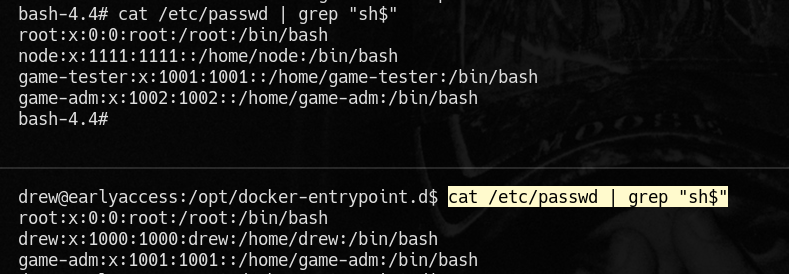 bash-4.4# cat /etc/passwd | grep "sh$"
root:x:0:0:root:/root:/bin/bash
node:x:1111:1111::/home/node:/bin/bash
game-tester:x:1001:1001::/home/game-tester:/bin/bash
game-adm:x:1002:1002::/home/game-adm:/bin/bash
bash-4.4#
drew@earlyaccess:/opt/docker-entrypoint.d$ cat /etc/passwd | grep "sh$"
root:x:0:0:root:/root:/bin/bash
drew:x:1000:1000:drew:/home/drew:/bin/bash
game-adm:x:1001:1001::/home/game-adm:/bin/bash